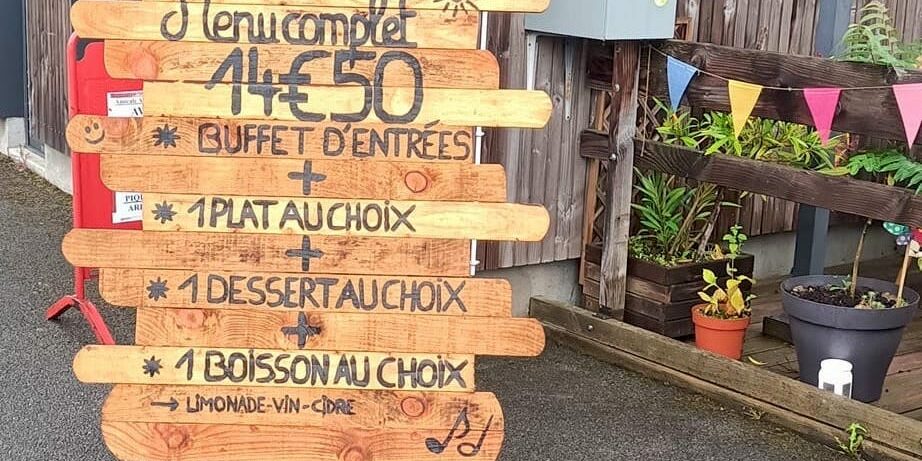 Menu complet
14€50
* BUFFET D'ENTRÉES
+
* 1 PLAT AU CHOIX
+
* 1 DESSERT AU CHOIX
+
* 1 BOISSON AU CHOIX
→ LIMONADE-VIN-CIDRE